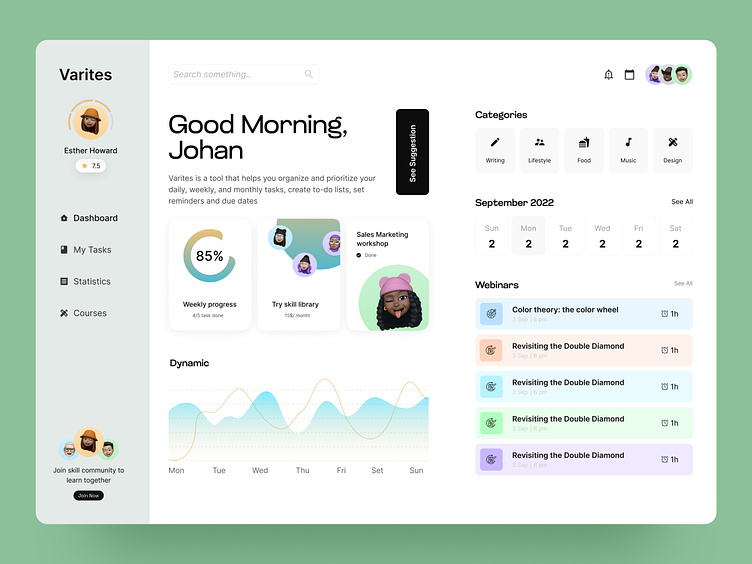 Varites
Esther Howard
7.5
Dashboard
My Tasks
Statistics
Courses
Join skill community to
learn together
Join Now
Search something..
Good Morning,
Johan
Varites is a tool that helps you organize and prioritize your
daily, weekly, and monthly tasks, create to-do lists, set
reminders and due dates
See Suggestion
85%
Weekly progress
4/5 task done
Try skill library
15$/ month
Sales Marketing
workshop
Done
Dynamic
Mon Tue Wed Thu Fri Sat Sun
Categories
Writing Lifestyle Food Music Design
September 2022 See All
Sun Mon Tue Wed Fri Sat
2 2 2 2 2 2
Webinars See All
Color theory: the color wheel 1h
3 Sep | 8 pm
Revisiting the Double Diamond 1h
3 Sep | 8 pm
Revisiting the Double Diamond 1h
3 Sep | 8 pm
Revisiting the Double Diamond 1h
3 Sep | 8 pm
Revisiting the Double Diamond 1h
3 Sep | 8 pm